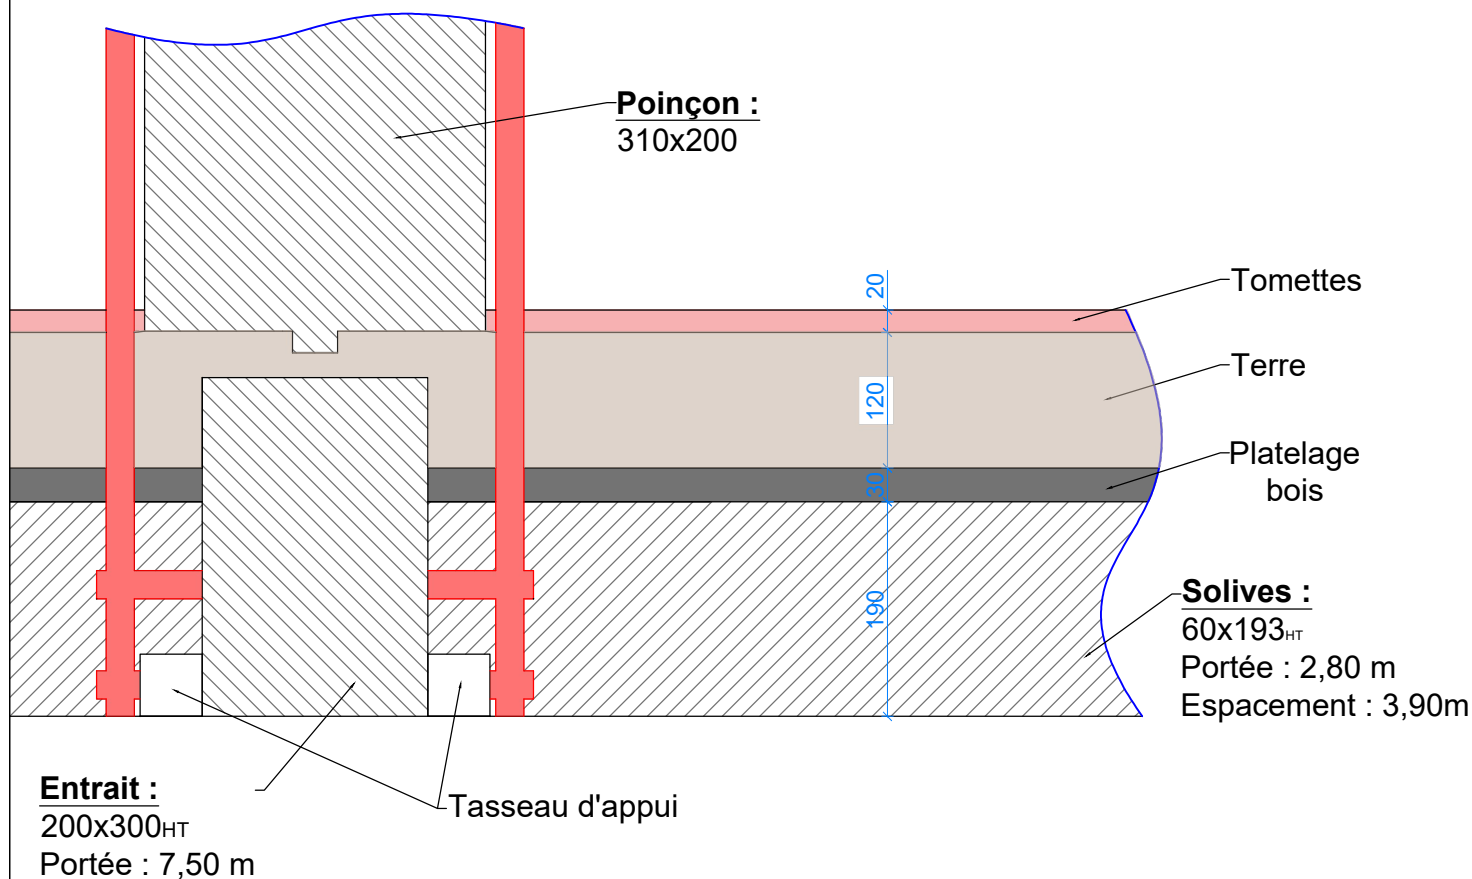 Poinçon :
310x200
20
Tomettes
Terre
120
Platelage
bois
30
Solives :
60x193HT
Portée : 2,80 m
Espacement : 3,90m
190
Entrait :
200x300HT
Portée : 7,50 m
Tasseau d'appui